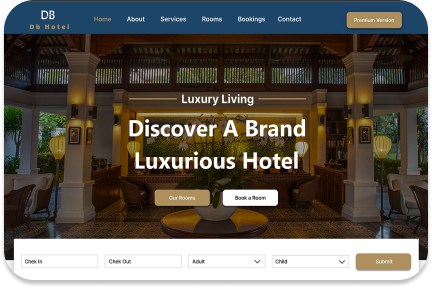 DB
Db Hotel
Home About Services Rooms Bookings Contact
Premium Version
Luxury Living
Discover A Brand
Luxurious Hotel
Our Rooms Book a Room
Chek In Chek Out Adult Child Submit